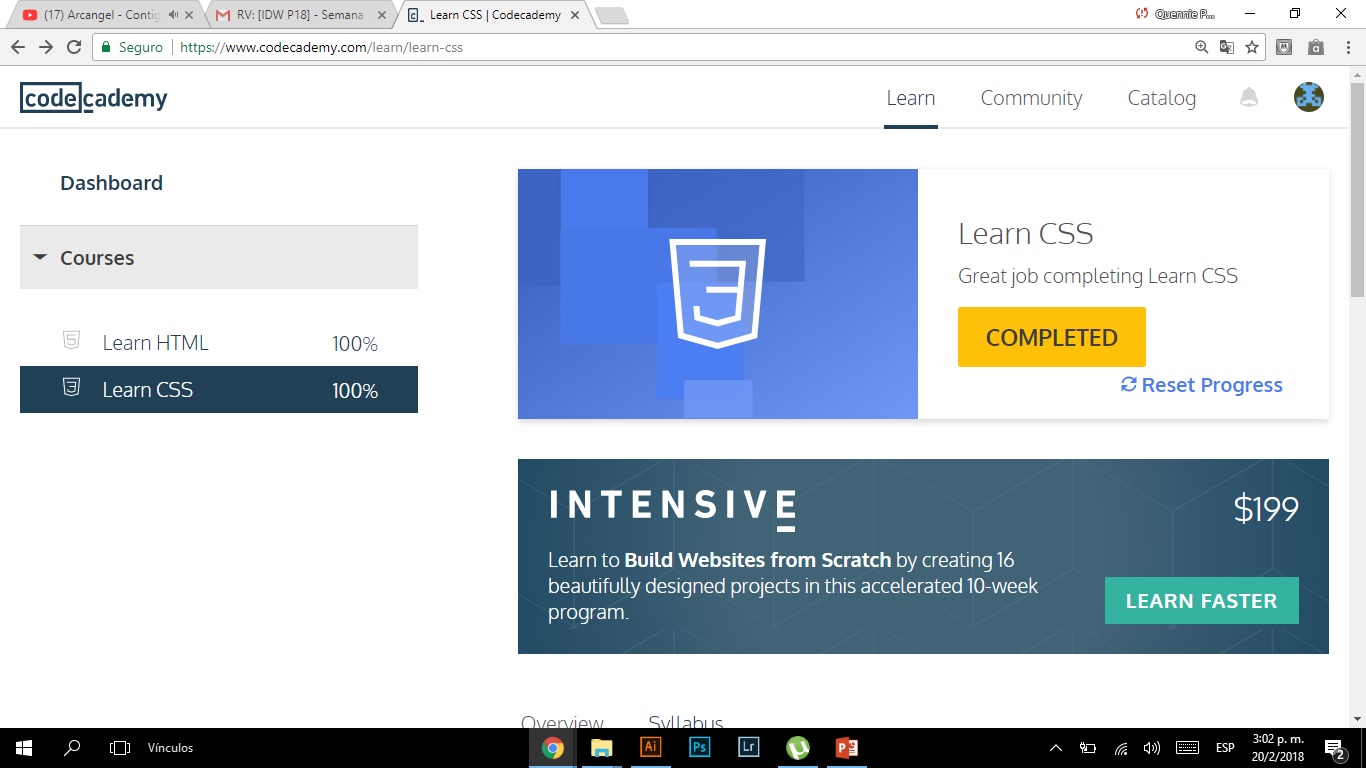 (17) Arcangel - Contig
RV: [IDW P18] - Semana
Learn CSS | Codecademy
Quennie P...
Seguro
https://www.codecademy.com/learn/learn-css
codecademy
Learn
Community
Catalog
Dashboard
Courses
Learn HTML 100%
Learn CSS 100%
Learn CSS
Great job completing Learn CSS
COMPLETED
Reset Progress
INTENSIVE
$199
Learn to Build Websites from Scratch by creating 16
beautifully designed projects in this accelerated 10-week
program.
LEARN FASTER
Overview
Syllabus
Vínculos
Ai
Ps
Lr
ESP
3:02 p. m.
20/2/2018
2